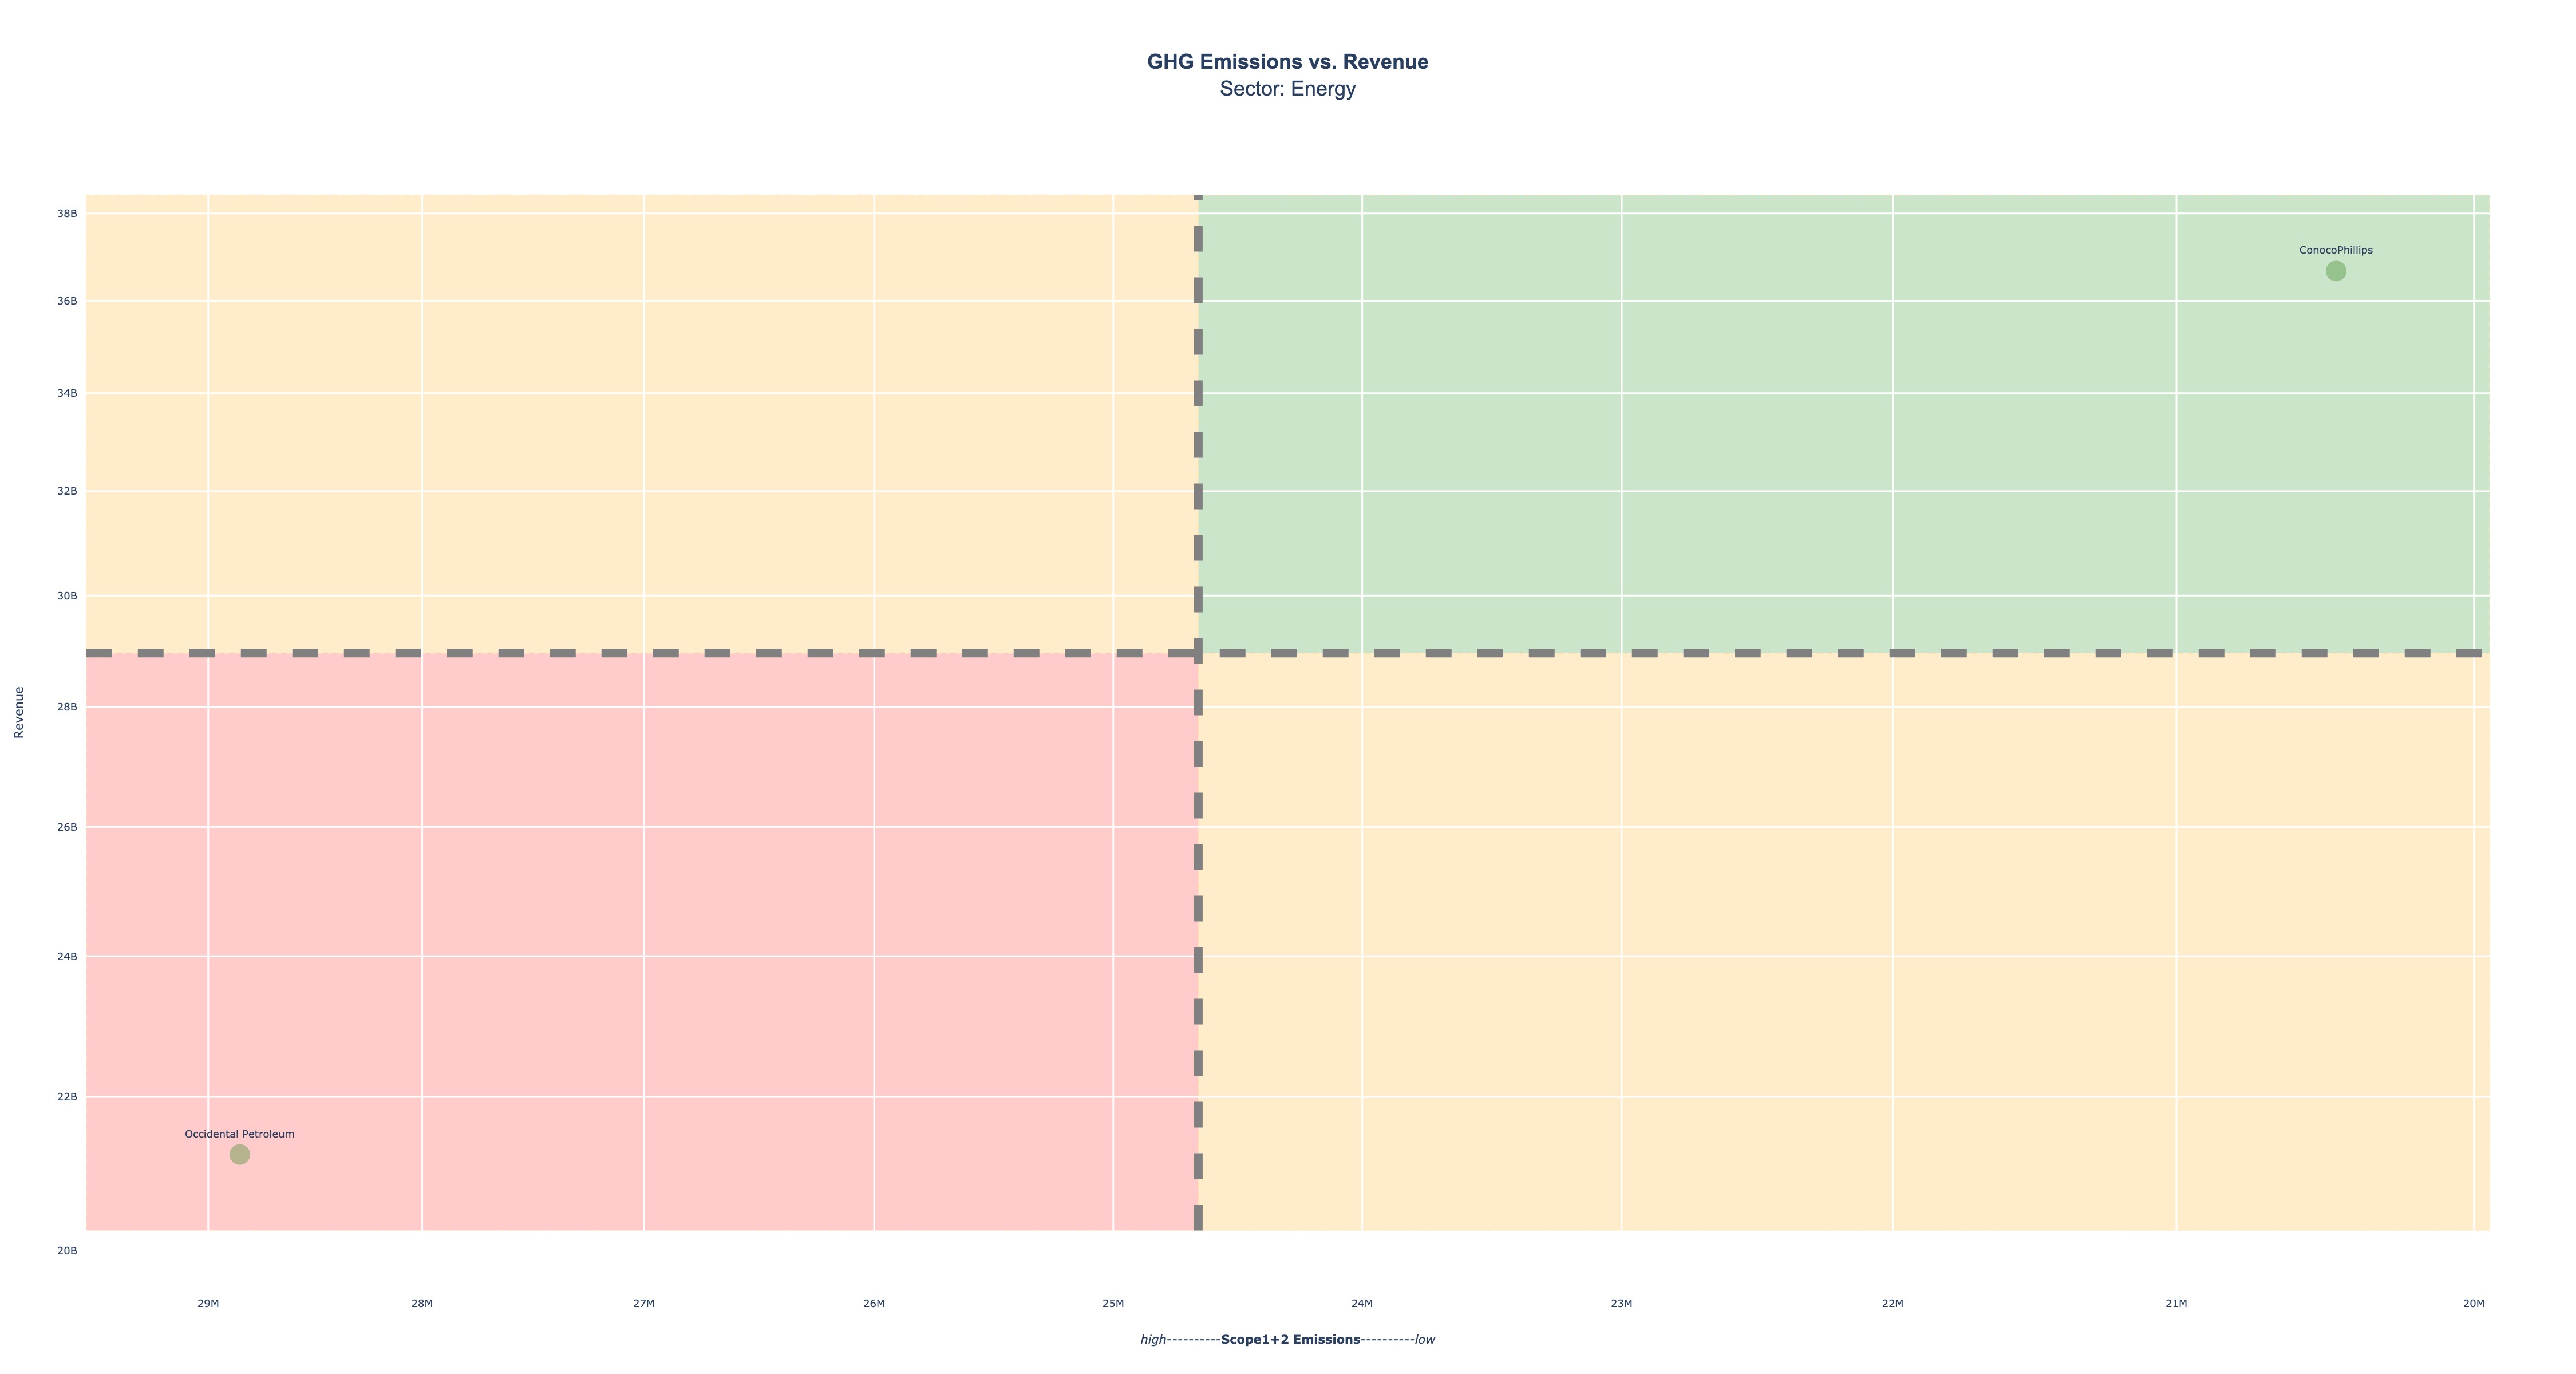 GHG Emissions vs. Revenue
Sector: Energy
38B
36B
34B
32B
30B
28B
26B
24B
22B
20B
Revenue
ConocoPhillips
Occidental Petroleum
29M
28M
27M
26M
25M
24M
23M
22M
21M
20M
high----------Scope1+2 Emissions----------low